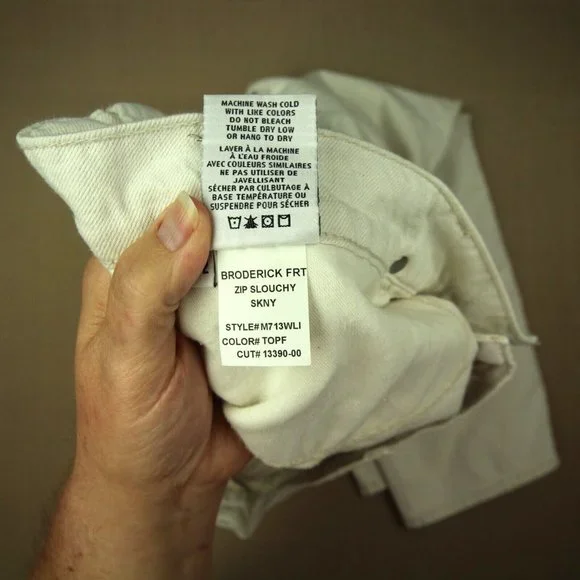 MACHINE WASH COLD
WITH LIKE COLORS
DO NOT BLEACH
TUMBLE DRY LOW
OR HANG TO DRY
LAVER À LA MACHINE
À L'EAU FROIDE
AVEC COULEURS SIMILAIRES
NE PAS UTILISER DE
JAVELLISANT
SÉCHER PAR CULBUTAGE À
BASE TEMPÉRATURE OU
SUSPENDRE POUR SÉCHER
BRODERICK FRT
ZIP SLOUCHY
SKNY
STYLE# M713WLI
COLOR# TOPF
CUT# 13390-00